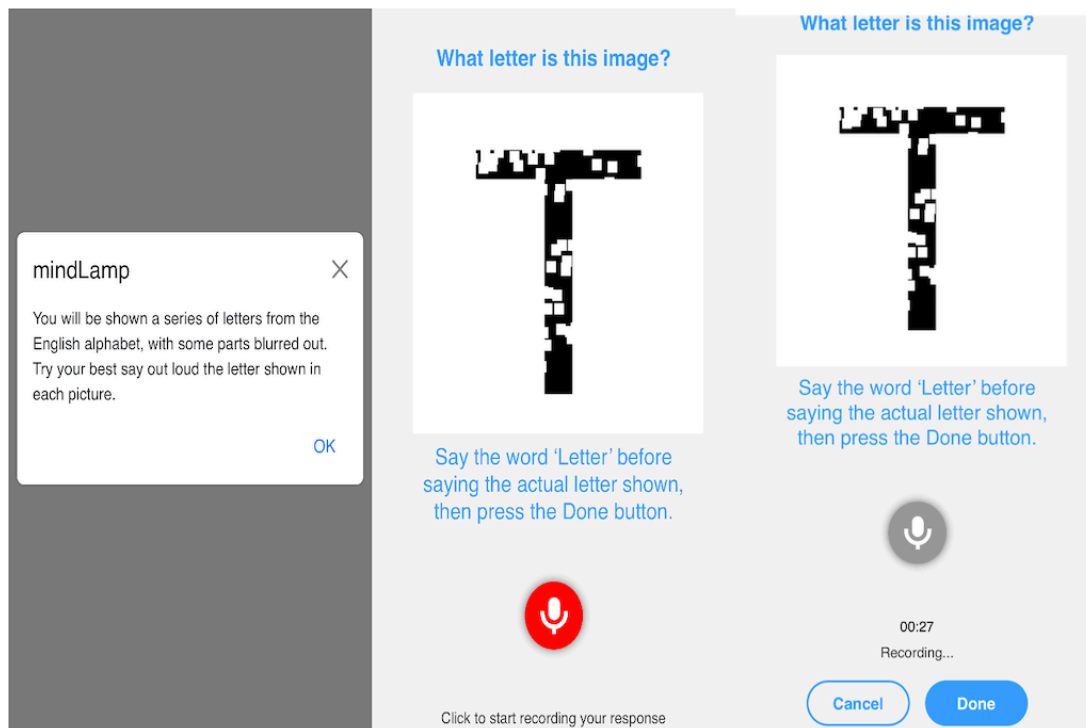 mindLamp
You will be shown a series of letters from the
English alphabet, with some parts blurred out.
Try your best say out loud the letter shown in
each picture.
OK
What letter is this image?
T
Say the word ‘Letter’ before
saying the actual letter shown,
then press the Done button.
Click to start recording your response
What letter is this image?
T
Say the word ‘Letter’ before
saying the actual letter shown,
then press the Done button.
00:27
Recording...
Cancel
Done